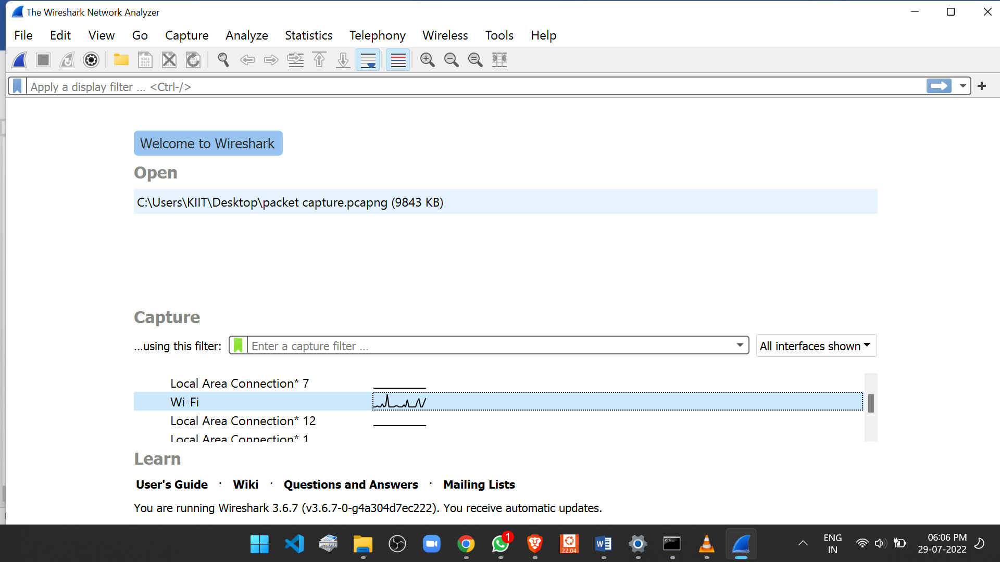 The Wireshark Network Analyzer
File Edit View Go Capture Analyze Statistics Telephony Wireless Tools Help
Apply a display filter ... <Ctrl-/>
Welcome to Wireshark
Open
C:\Users\KIIT\Desktop\packet capture.pcapng (9843 KB)
Capture
...using this filter: Enter a capture filter ... All interfaces shown
Local Area Connection* 7
Wi-Fi
Local Area Connection* 12
Local Area Connection* 1
Learn
User's Guide · Wiki · Questions and Answers · Mailing Lists
You are running Wireshark 3.6.7 (v3.6.7-0-g4a304d7ec222). You receive automatic updates.
1
22.04
ENG
IN
06:06 PM
29-07-2022